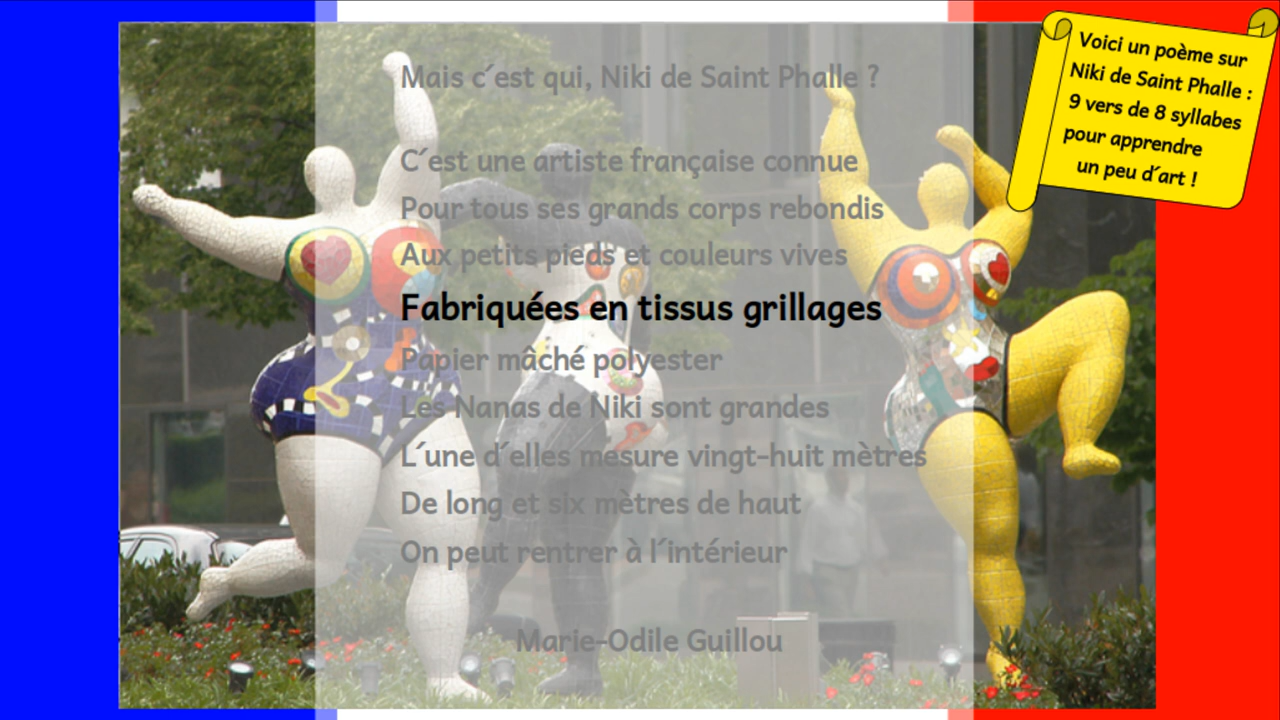 Mais c´est qui, Niki de Saint Phalle ?
C´est une artiste française connue
Pour tous ses grands corps rebondis
Aux petits pieds et couleurs vives
Fabriquées en tissus grillages
Papier mâché polyester
Les Nanas de Niki sont grandes
L´une d´elles mesure vingt-huit mètres
De long et six mètres de haut
On peut rentrer à l´intérieur
Marie-Odile Guillou
Voici un poème sur
Niki de Saint Phalle :
9 vers de 8 syllabes
pour apprendre
un peu d´art !